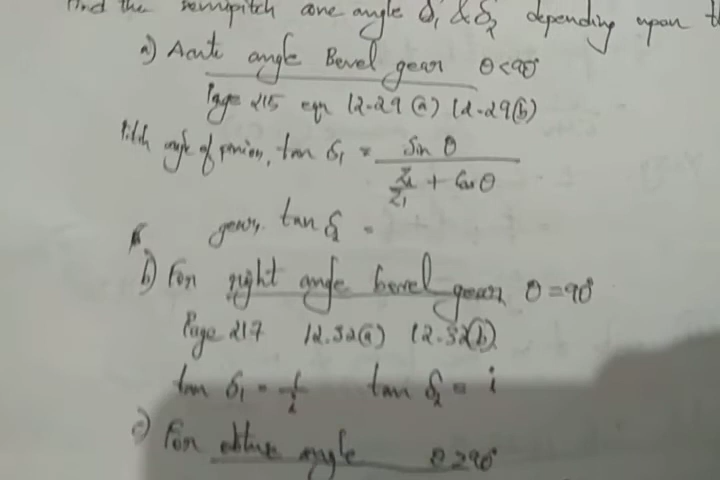 Find the semipitch cone angle δ₁ & δ₂ depending upon
a) Acute angle Bevel gear θ<90°
Page 215 eqn 12-29(a) 12-29(b)
Pitch angle of pinion, tan δ₁ = sin θ / (Z₂/Z₁ + Cos θ)
gear, tan δ₂ =
b) For right angle bevel gear θ = 90°
Page 217 12.32(a) 12.32(b)
tan δ₁ = 1/i tan δ₂ = i
c) For obtuse angle θ > 90°